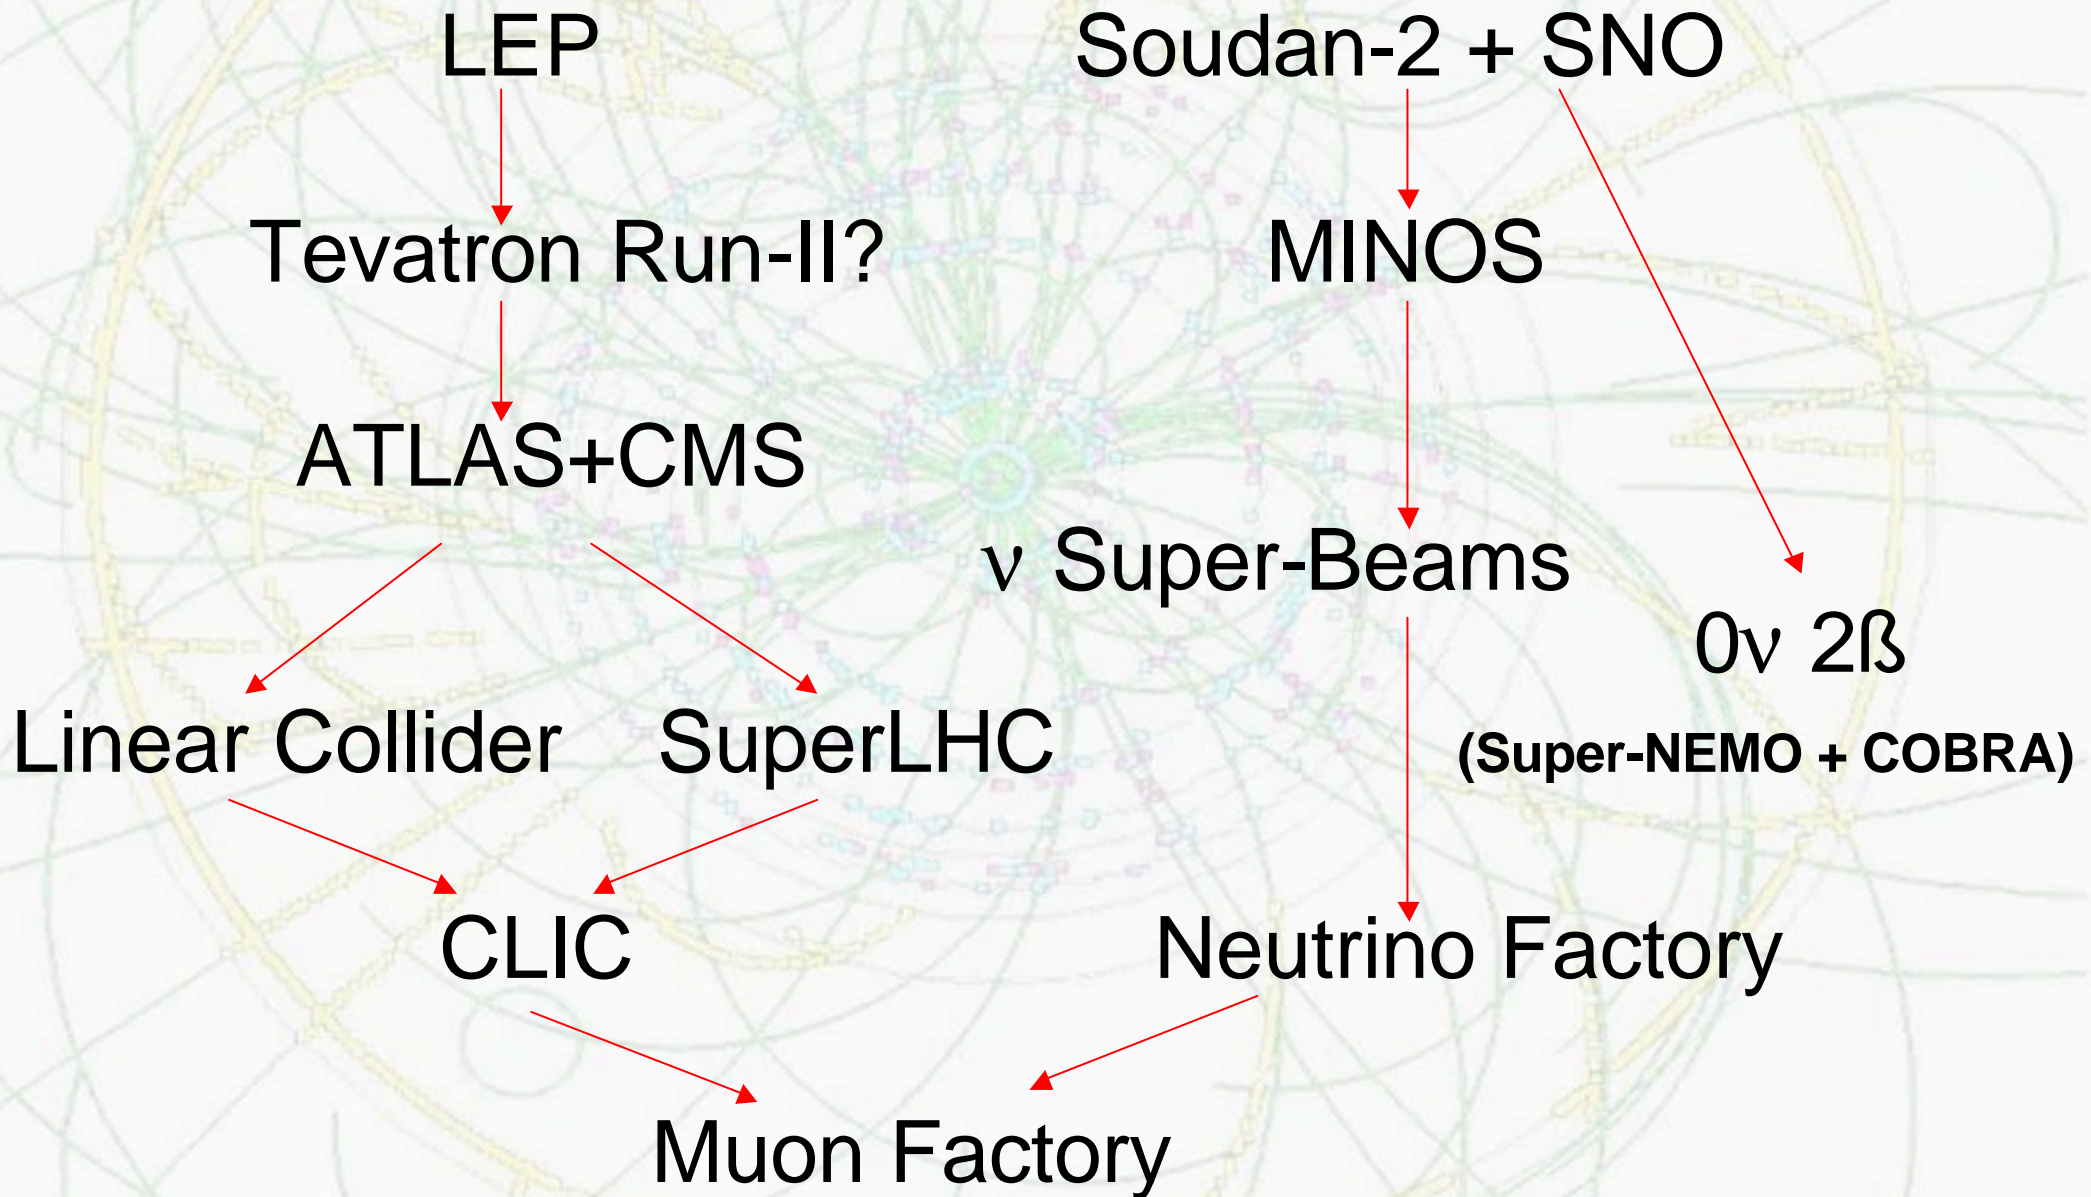 LEP
Soudan-2 + SNO
Tevatron Run-II?
MINOS
ATLAS+CMS
ν Super-Beams
0ν 2ß
Linear Collider
SuperLHC
(Super-NEMO + COBRA)
CLIC
Neutrino Factory
Muon Factory